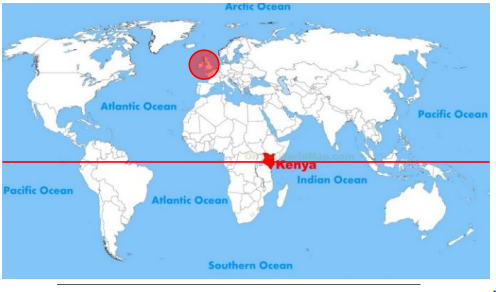 Arctic Ocean
Atlantic Ocean
Pacific Ocean
Kenya
Indian Ocean
Pacific Ocean
Atlantic Ocean
Southern Ocean